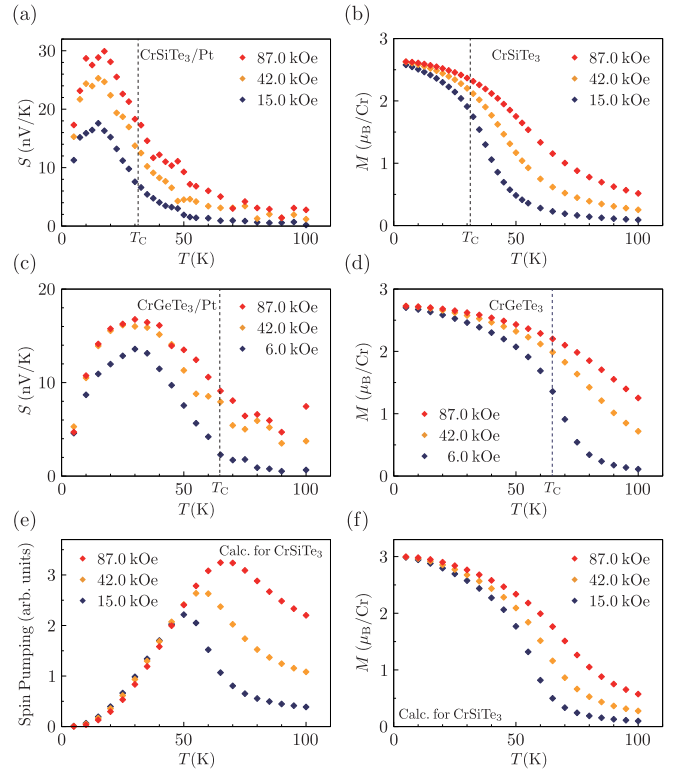 (a)
CrSiTe3/Pt
87.0 kOe
42.0 kOe
15.0 kOe
S (nV/K)
30
20
10
0
0
50
100
TC
T(K)
(b)
CrSiTe3
87.0 kOe
42.0 kOe
15.0 kOe
M (μB/Cr)
3
2
1
0
0
50
100
TC
T(K)
(c)
CrGeTe3/Pt
87.0 kOe
42.0 kOe
6.0 kOe
S (nV/K)
20
10
0
0
50
100
TC
T(K)
(d)
CrGeTe3
87.0 kOe
42.0 kOe
6.0 kOe
M (μB/Cr)
3
2
1
0
0
50
100
TC
T(K)
(e)
Calc. for CrSiTe3
87.0 kOe
42.0 kOe
15.0 kOe
Spin Pumping (arb. units)
3
2
1
0
0
50
100
T(K)
(f)
87.0 kOe
42.0 kOe
15.0 kOe
Calc. for CrSiTe3
M (μB/Cr)
3
2
1
0
0
50
100
T(K)